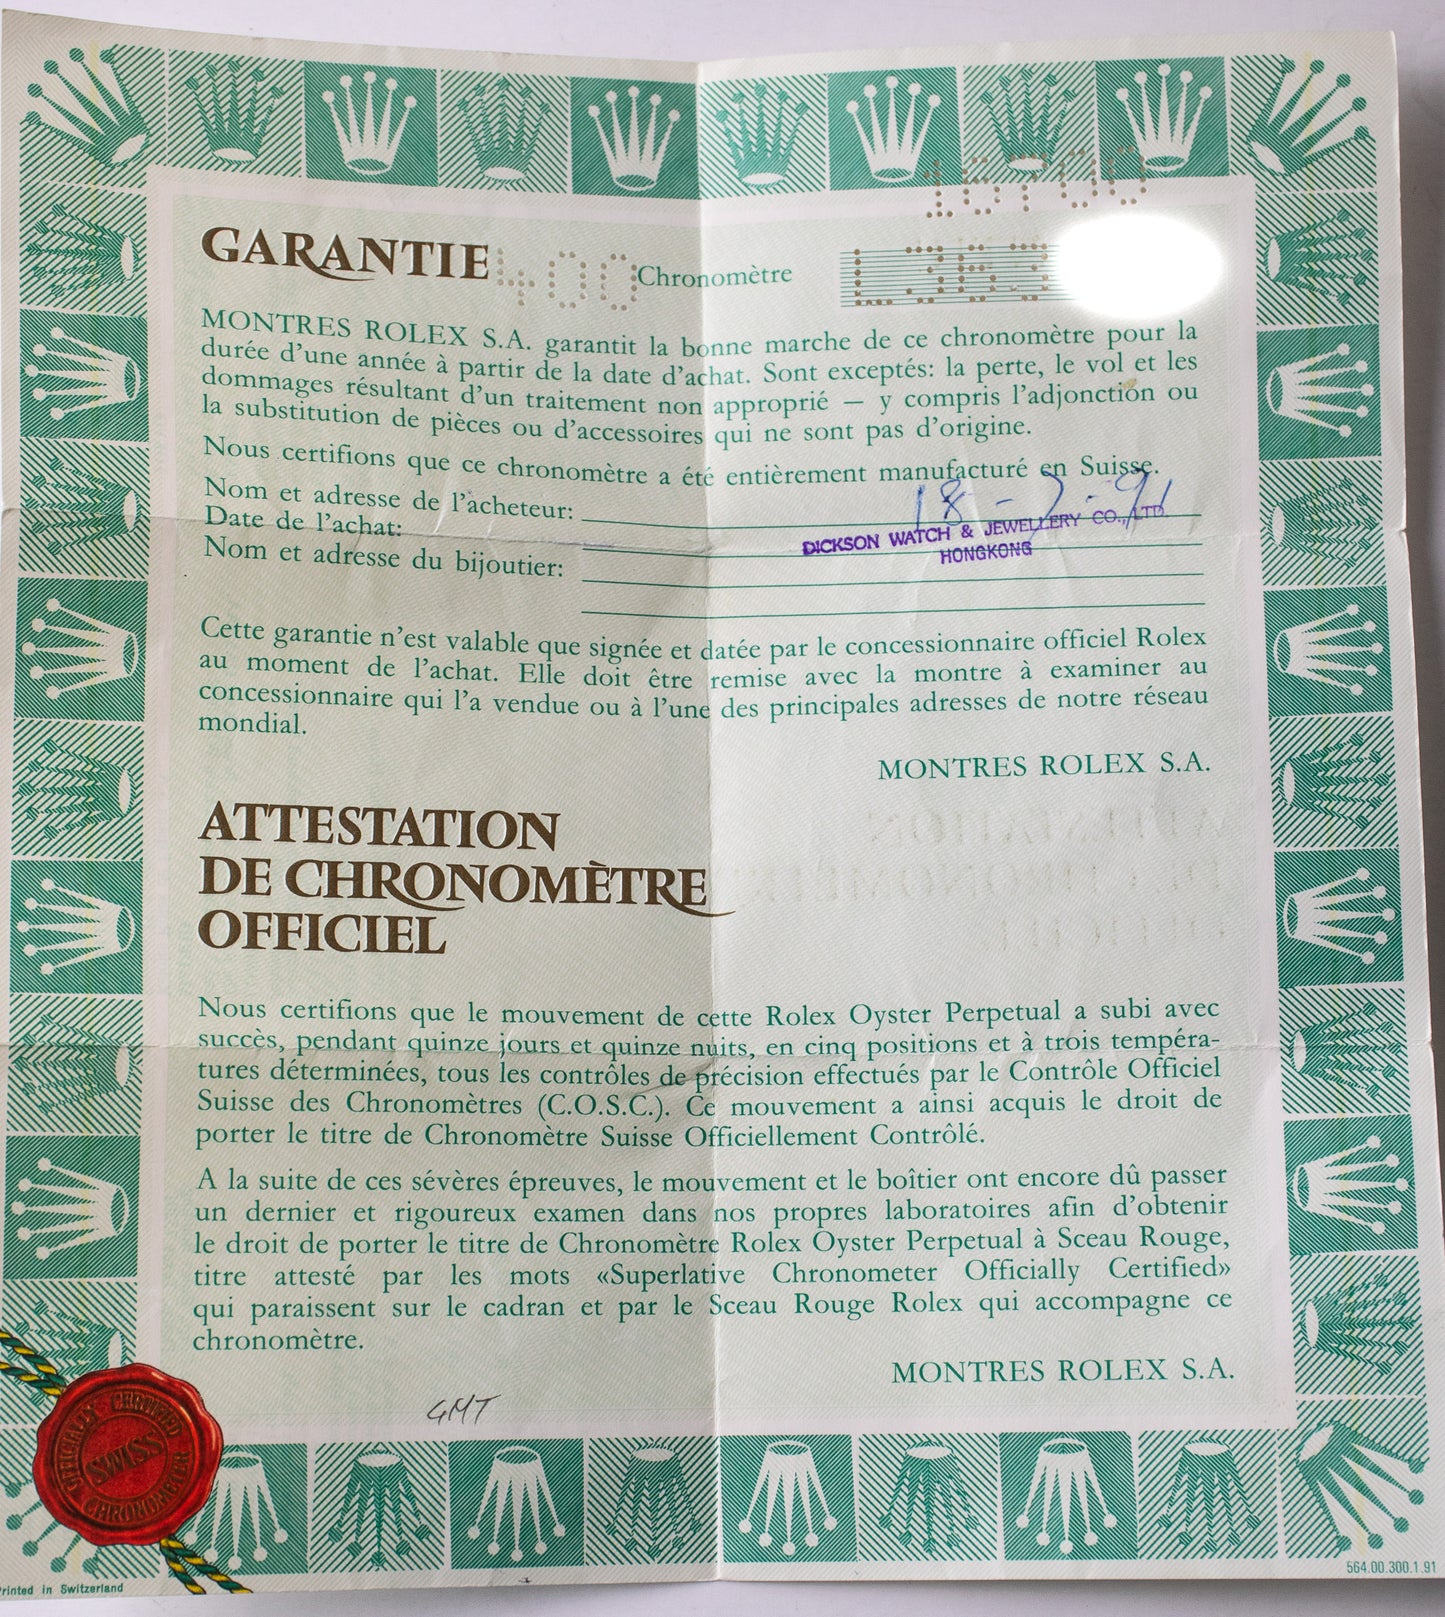 16700
GARANTIE 400 Chronomètre L363
MONTRES ROLEX S.A. garantit la bonne marche de ce chronomètre pour la
durée d'une année à partir de la date d'achat. Sont exceptés: la perte, le vol et les
dommages résultant d'un traitement non approprié — y compris l'adjonction ou
la substitution de pièces ou d'accessoires qui ne sont pas d'origine.
Nous certifions que ce chronomètre a été entièrement manufacturé en Suisse.
Nom et adresse de l'acheteur:
18-2-91
Date de l'achat:
DICKSON WATCH & JEWELLERY CO., LTD.
HONGKONG
Nom et adresse du bijoutier:
Cette garantie n'est valable que signée et datée par le concessionnaire officiel Rolex
au moment de l'achat. Elle doit être remise avec la montre à examiner au
concessionnaire qui l'a vendue ou à l'une des principales adresses de notre réseau
mondial.
MONTRES ROLEX S.A.
ATTESTATION
DE CHRONOMÈTRE
OFFICIEL
Nous certifions que le mouvement de cette Rolex Oyster Perpetual a subi avec
succès, pendant quinze jours et quinze nuits, en cinq positions et à trois tempéra-
tures déterminées, tous les contrôles de précision effectués par le Contrôle Officiel
Suisse des Chronomètres (C.O.S.C.). Ce mouvement a ainsi acquis le droit de
porter le titre de Chronomètre Suisse Officiellement Contrôlé.
A la suite de ces sévères épreuves, le mouvement et le boîtier ont encore dû passer
un dernier et rigoureux examen dans nos propres laboratoires afin d'obtenir
le droit de porter le titre de Chronomètre Rolex Oyster Perpetual à Sceau Rouge,
titre attesté par les mots «Superlative Chronometer Officially Certified»
qui paraissent sur le cadran et par le Sceau Rouge Rolex qui accompagne ce
chronomètre.
MONTRES ROLEX S.A.
GMT
OFFICIALLY CERTIFIED
SWISS
CHRONOMETER
Printed in Switzerland
564.00.300.1.91